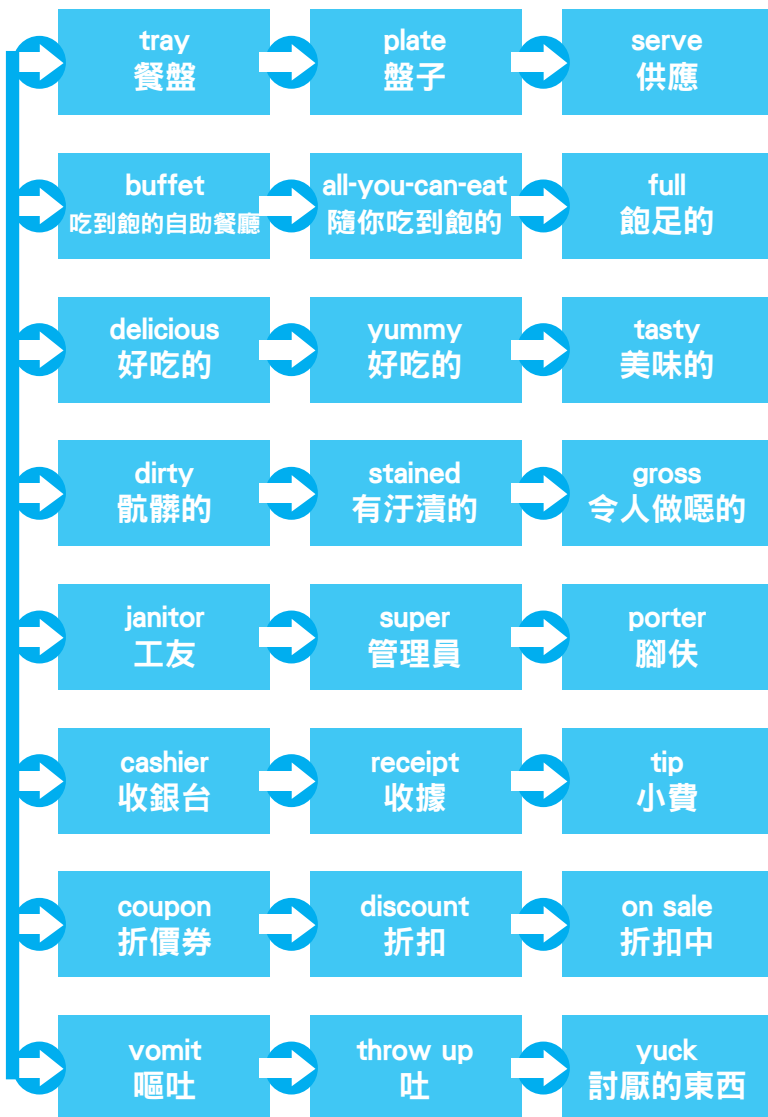 tray
餐盤
plate
盤子
serve
供應
buffet
吃到飽的自助餐廳
all-you-can-eat
隨你吃到飽的
full
飽足的
delicious
好吃的
yummy
好吃的
tasty
美味的
dirty
骯髒的
stained
有汙漬的
gross
令人做噁的
janitor
工友
super
管理員
porter
腳伕
cashier
收銀台
receipt
收據
tip
小費
coupon
折價券
discount
折扣
on sale
折扣中
vomit
嘔吐
throw up
吐
yuck
討厭的東西